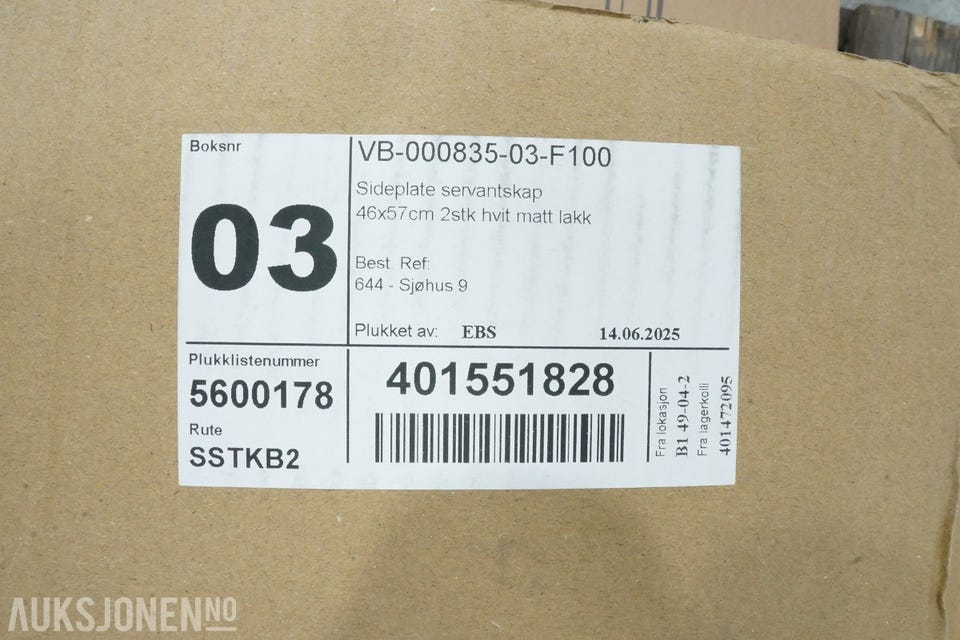 Boksnr
03
VB-000835-03-F100
Sideplate servantskap
46x57cm 2stk hvit matt lakk
Best. Ref:
644 - Sjøhus 9
Plukket av: EBS 14.06.2025
Plukklistenummer
5600178
Rute
SSTKB2
401551828
Fra lokasjon
B1 49-04-2
Fra lagerkolli
401472095
AUKSJONEN.NO